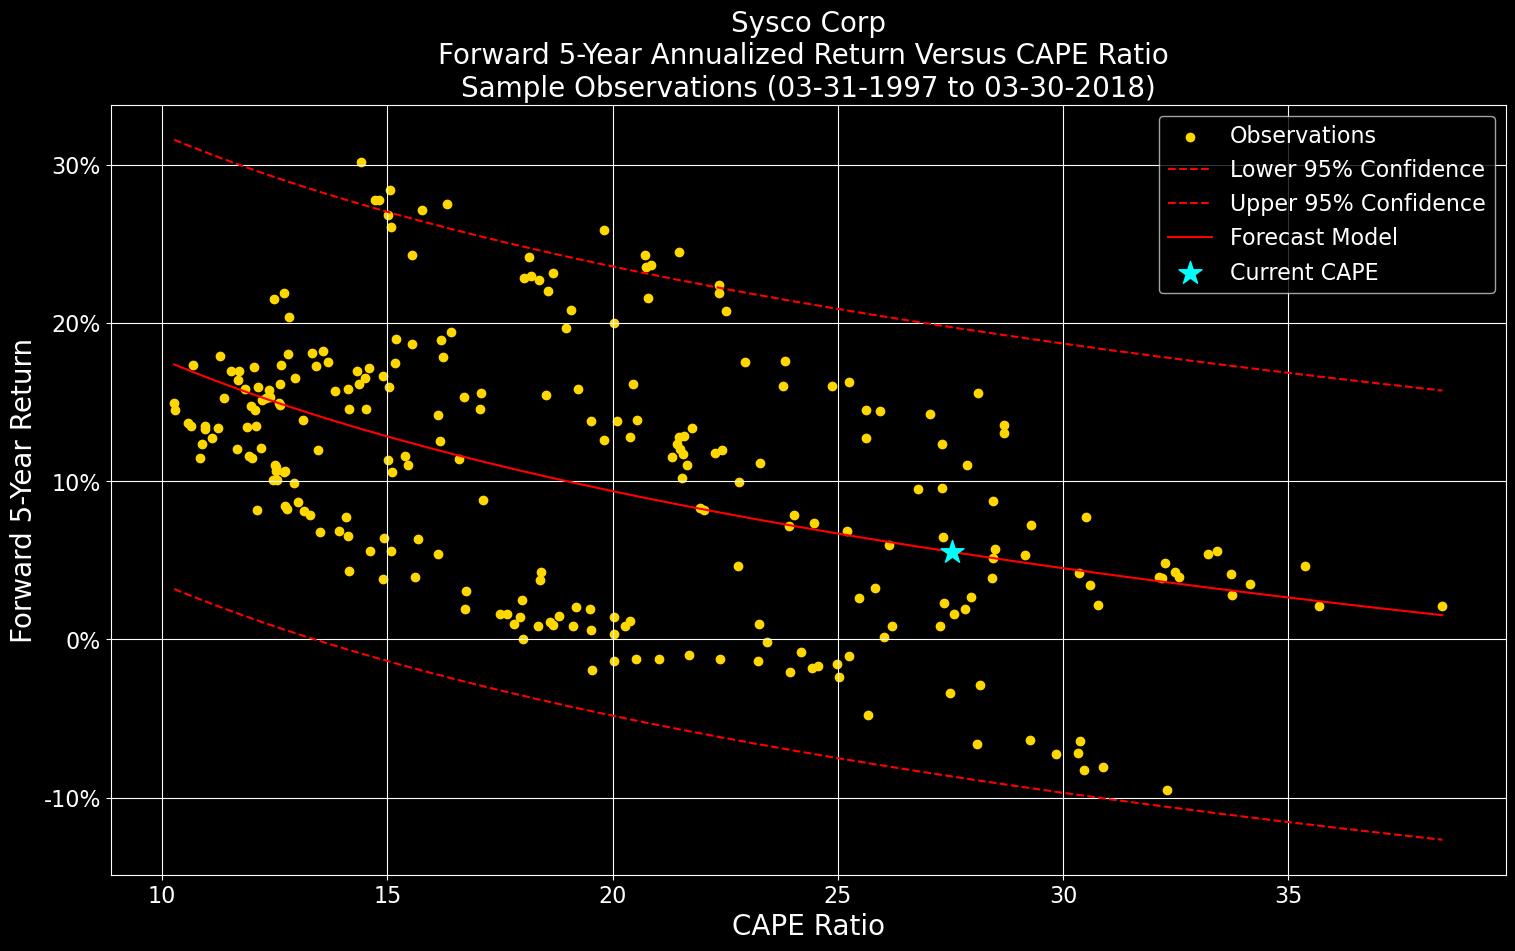 Sysco Corp
Forward 5-Year Annualized Return Versus CAPE Ratio
Sample Observations (03-31-1997 to 03-30-2018)
Observations
Lower 95% Confidence
Upper 95% Confidence
Forecast Model
Current CAPE
Forward 5-Year Return
30%
20%
10%
0%
-10%
10 15 20 25 30 35
CAPE Ratio